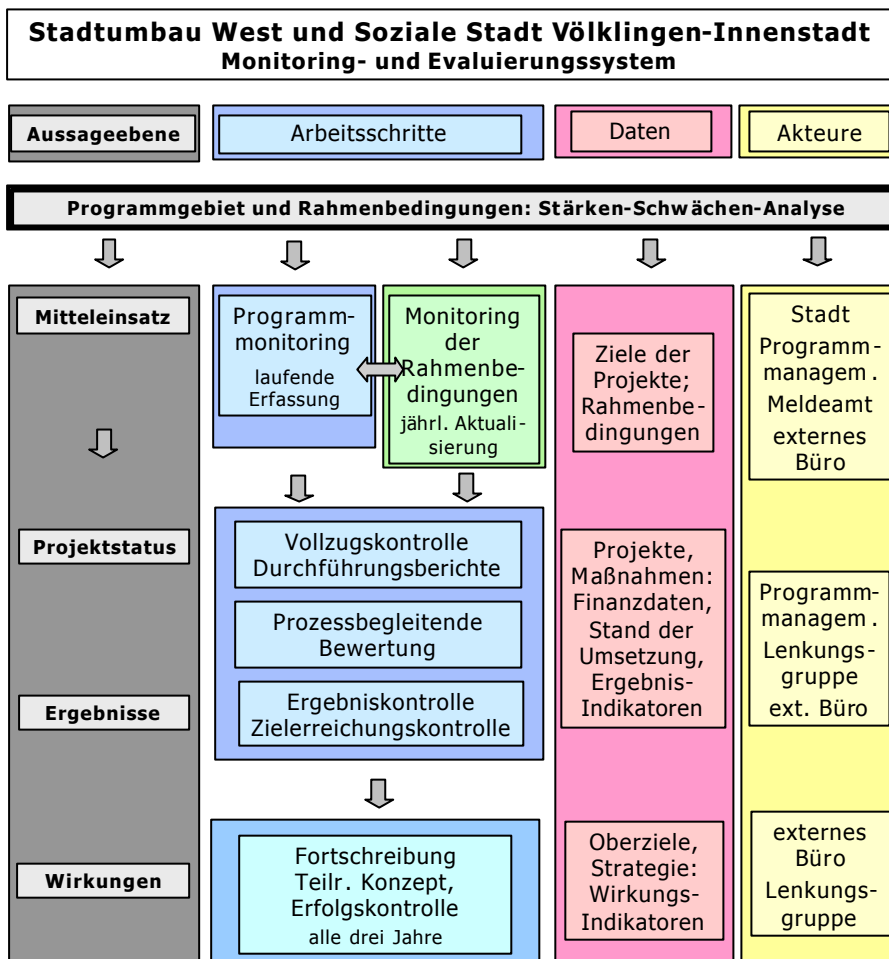 Stadtumbau West und Soziale Stadt Völklingen-Innenstadt
Monitoring- und Evaluierungssystem
Aussageebene
Arbeitsschritte
Daten
Akteure
Programmgebiet und Rahmenbedingungen: Stärken-Schwächen-Analyse
Mitteleinsatz
Programm-
monitoring
laufende
Erfassung
Monitoring
der
Rahmenbe-
dingungen
jährl. Aktuali-
sierung
Ziele der
Projekte;
Rahmenbe-
dingungen
Stadt
Programm-
managem.
Meldeamt
externes
Büro
Projektstatus
Vollzugskontrolle
Durchführungsberichte
Prozessbegleitende
Bewertung
Ergebnisse
Ergebniskontrolle
Zielerreichungskontrolle
Projekte,
Maßnahmen:
Finanzdaten,
Stand der
Umsetzung,
Ergebnis-
Indikatoren
Programm-
managem.
Lenkungs-
gruppe
ext. Büro
Wirkungen
Fortschreibung
Teilr. Konzept,
Erfolgskontrolle
alle drei Jahre
Oberziele,
Strategie:
Wirkungs-
Indikatoren
externes
Büro
Lenkungs-
gruppe